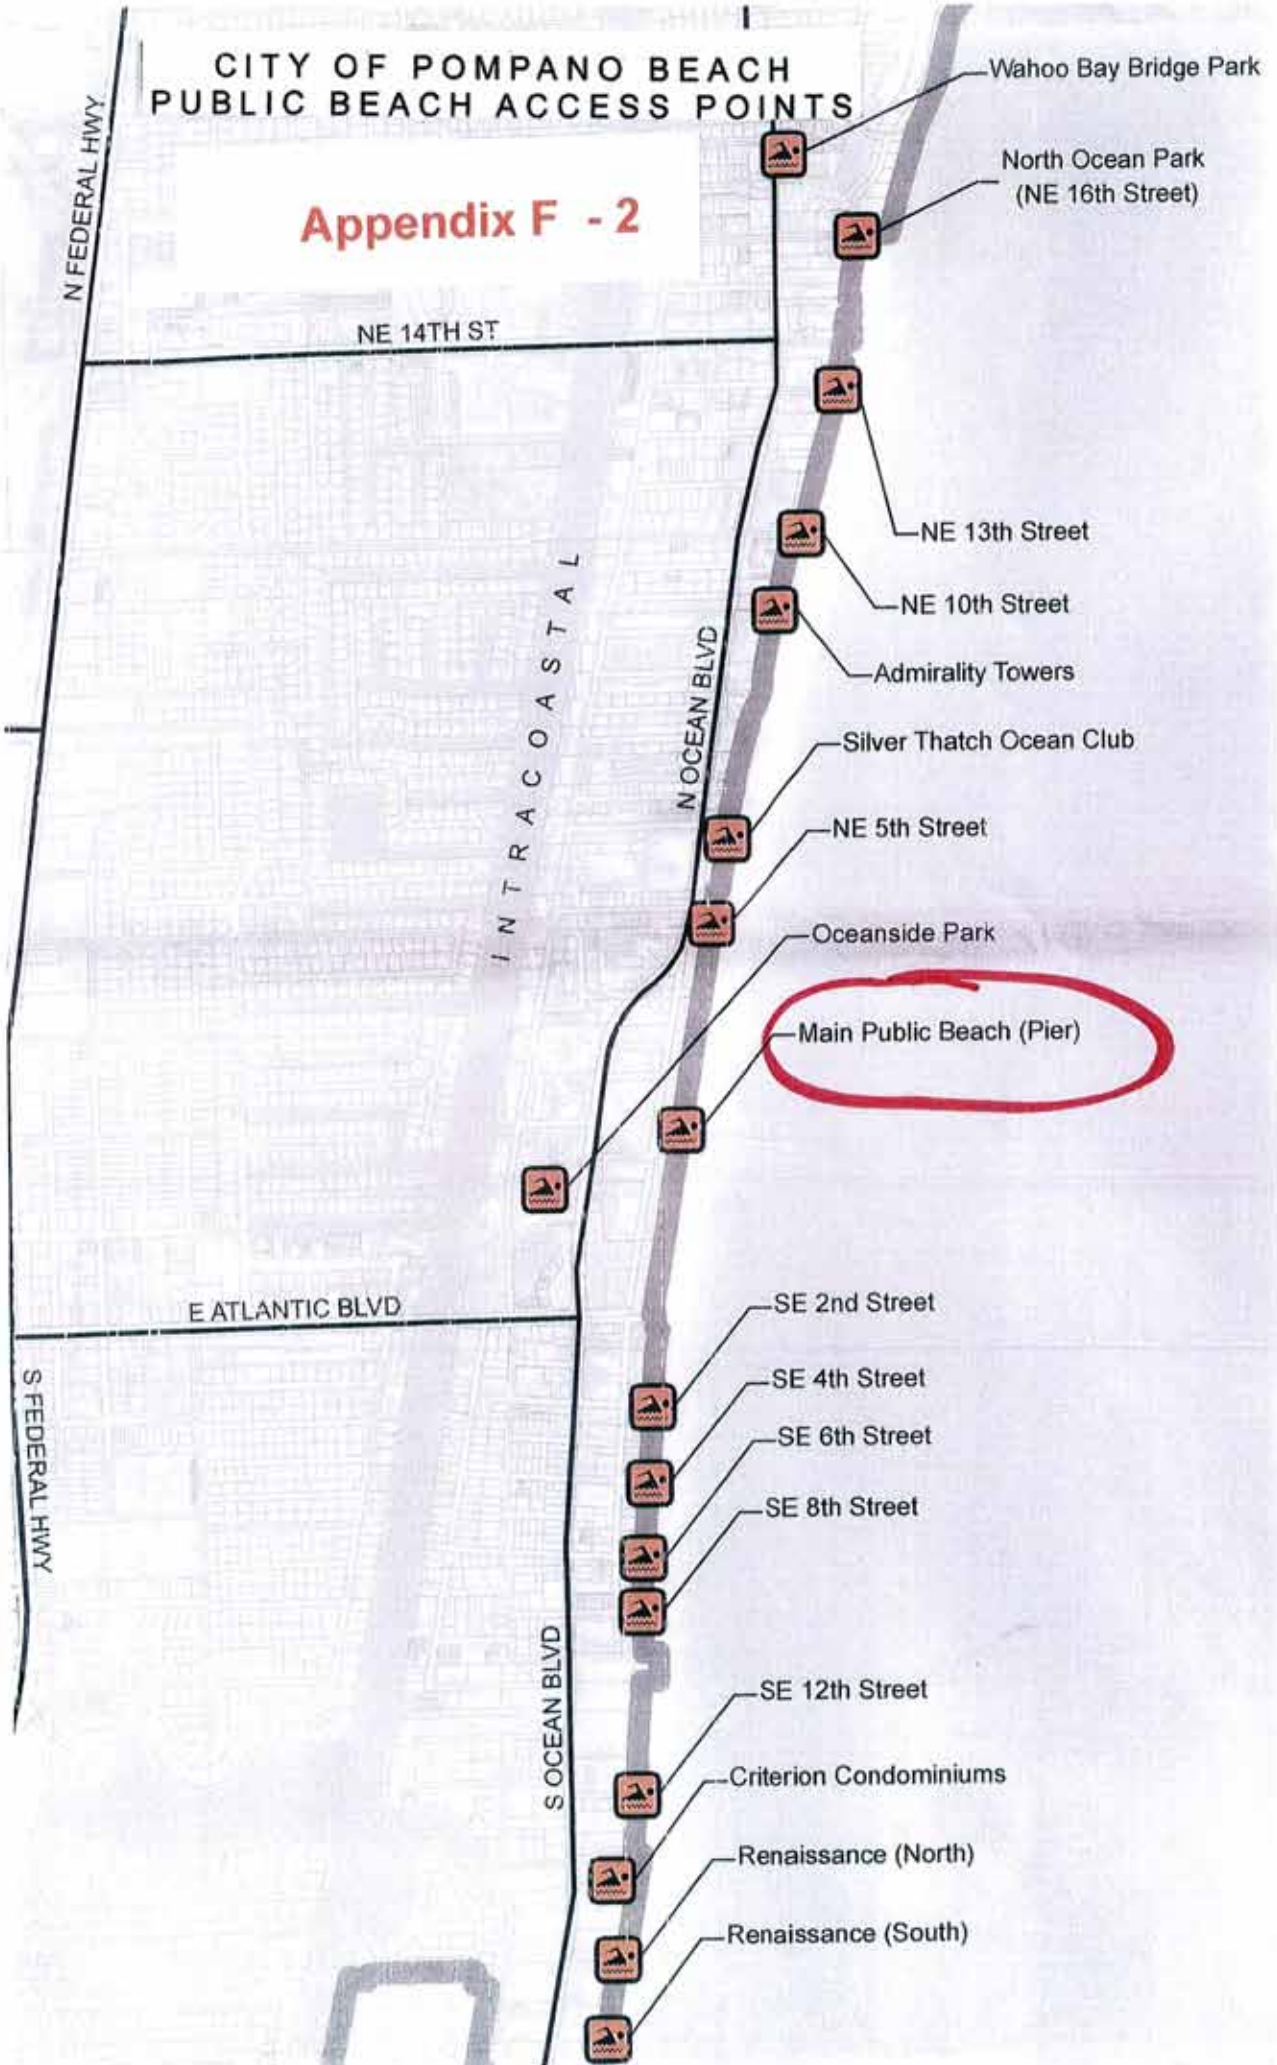 CITY OF POMPANO BEACH
PUBLIC BEACH ACCESS POINTS
Appendix F - 2
N FEDERAL HWY
Wahoo Bay Bridge Park
North Ocean Park
(NE 16th Street)
NE 14TH ST
NE 13th Street
NE 10th Street
Admirality Towers
INTRACOASTAL
N OCEAN BLVD
Silver Thatch Ocean Club
NE 5th Street
Oceanside Park
Main Public Beach (Pier)
E ATLANTIC BLVD
SE 2nd Street
SE 4th Street
SE 6th Street
SE 8th Street
S FEDERAL HWY
S OCEAN BLVD
SE 12th Street
Criterion Condominiums
Renaissance (North)
Renaissance (South)